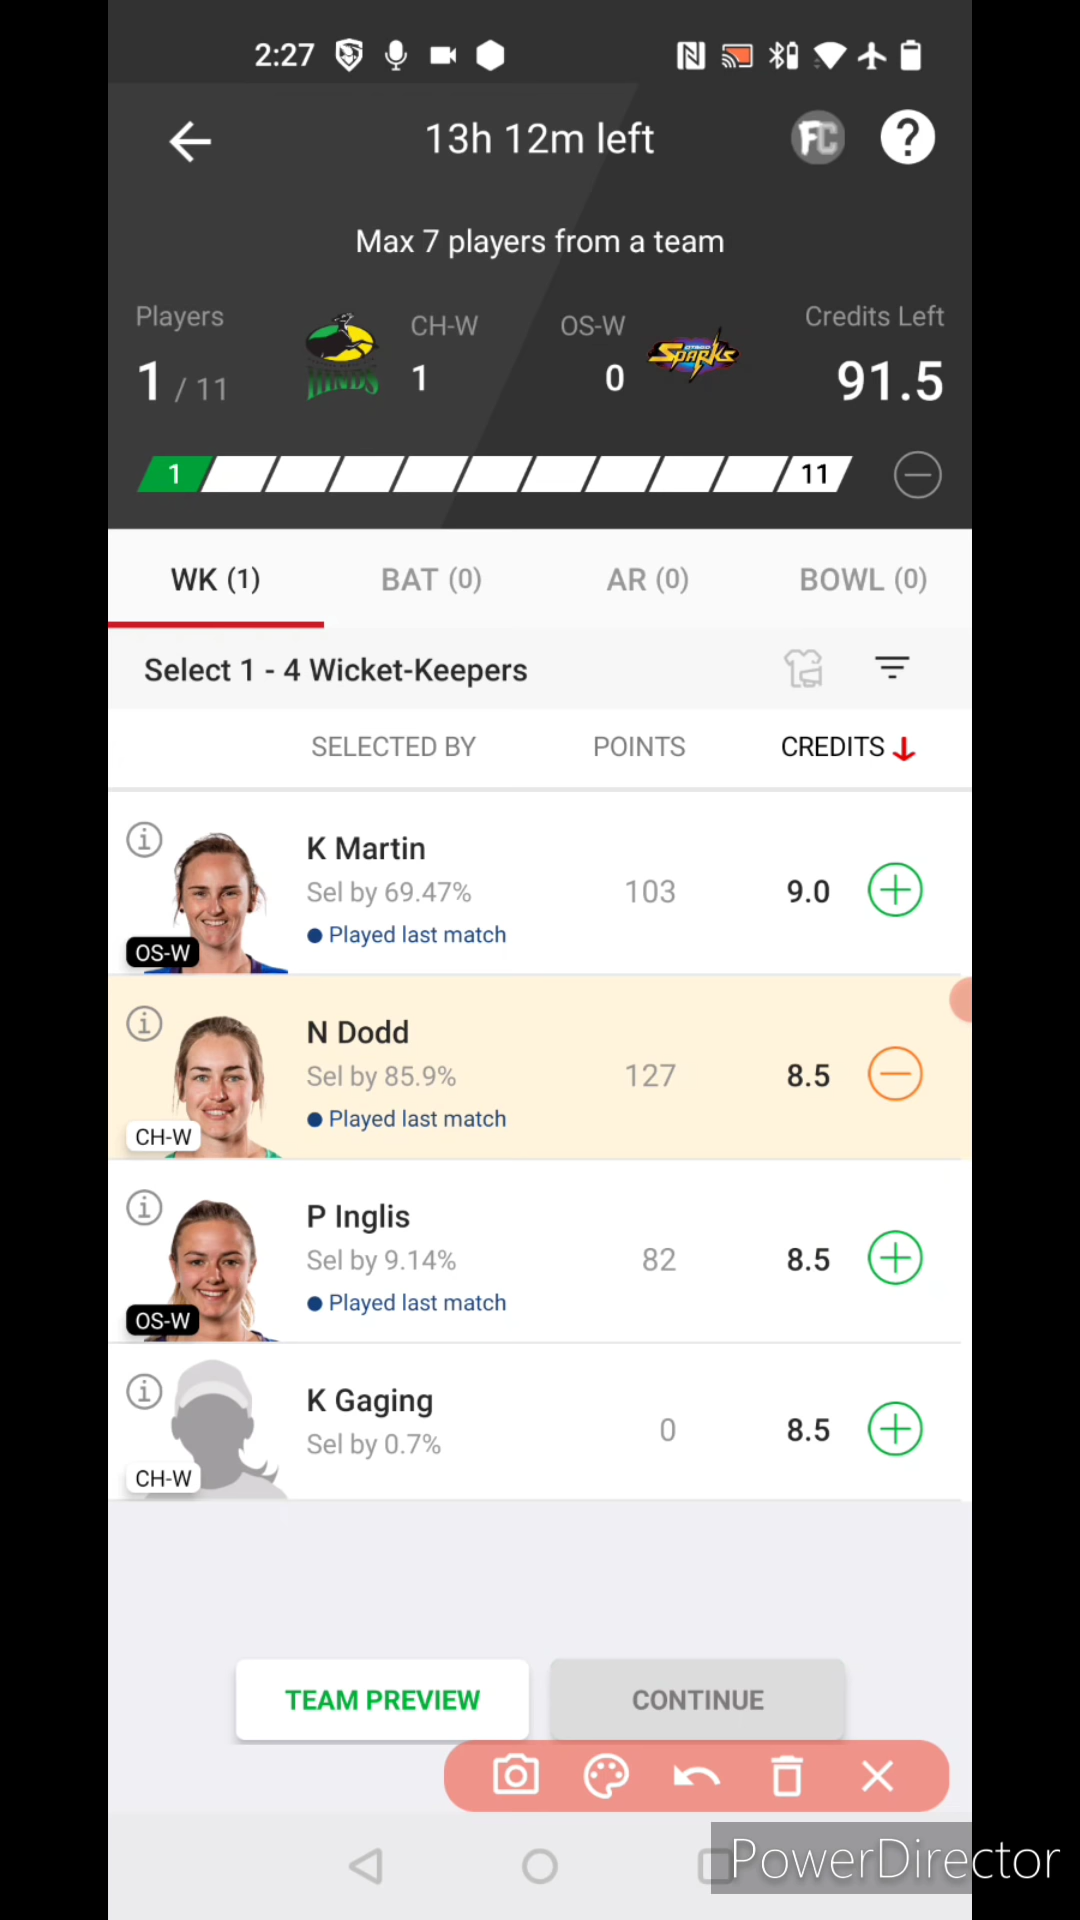 2:27
13h 12m left
FC
?
Max 7 players from a team
Players
CH-W
OS-W
Credits Left
1 / 11
HINDS
1
0
SPARKS
91.5
1
11
WK (1)
BAT (0)
AR (0)
BOWL (0)
Select 1 - 4 Wicket-Keepers
SELECTED BY
POINTS
CREDITS
K Martin
Sel by 69.47%
103
9.0
Played last match
OS-W
N Dodd
Sel by 85.9%
127
8.5
Played last match
CH-W
P Inglis
Sel by 9.14%
82
8.5
Played last match
OS-W
K Gaging
Sel by 0.7%
0
8.5
CH-W
TEAM PREVIEW
CONTINUE
PowerDirector